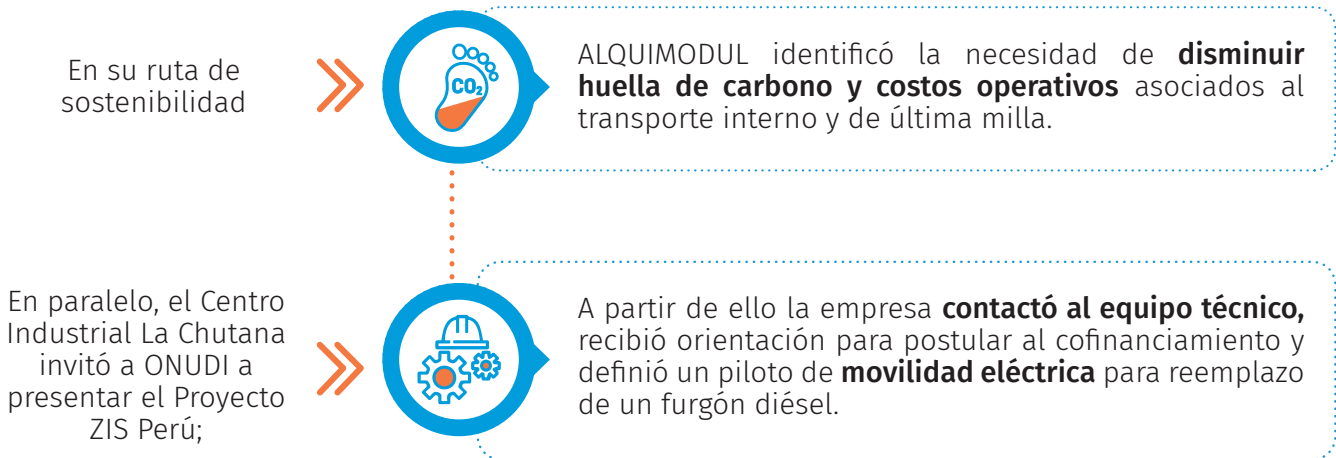 En su ruta de
sostenibilidad
CO₂
ALQUIMODUL identificó la necesidad de disminuir
huella de carbono y costos operativos asociados al
transporte interno y de última milla.
En paralelo, el Centro
Industrial La Chutana
invitó a ONUDI a
presentar el Proyecto
ZIS Perú;
A partir de ello la empresa contactó al equipo técnico,
recibió orientación para postular al cofinanciamiento y
definió un piloto de movilidad eléctrica para reemplazo
de un furgón diésel.